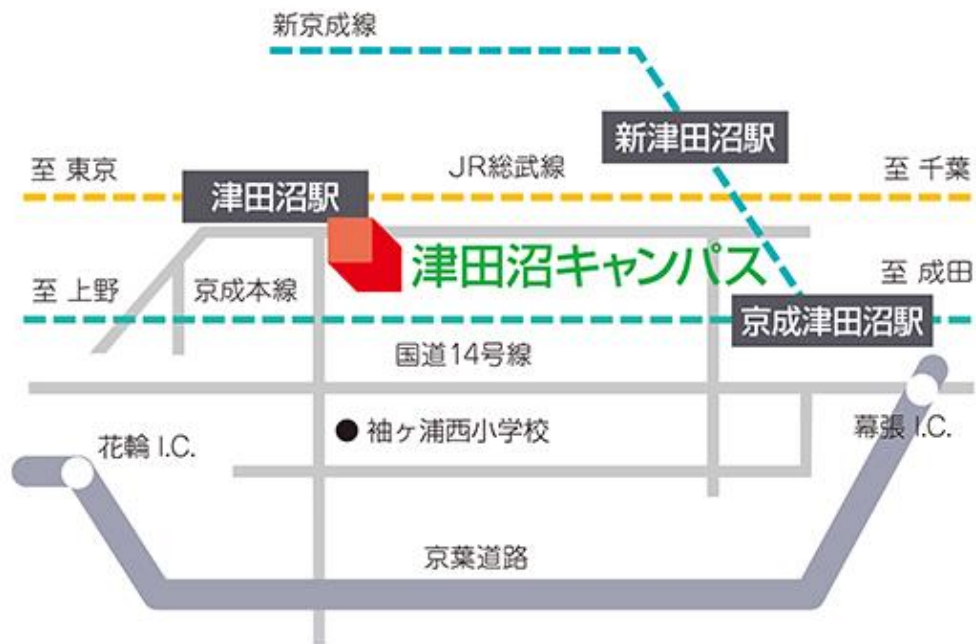 新京成線
新津田沼駅
至 東京
JR総武線
至 千葉
津田沼駅
津田沼キャンパス
至 上野
京成本線
至 成田
京成津田沼駅
国道14号線
袖ヶ浦西小学校
幕張 I.C.
花輪 I.C.
京葉道路